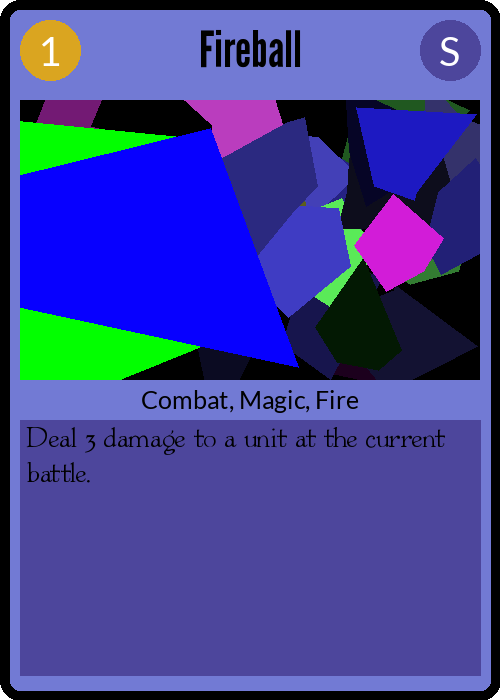 1
Fireball
S
Combat, Magic, Fire
Deal 3 damage to a unit at the current
battle.